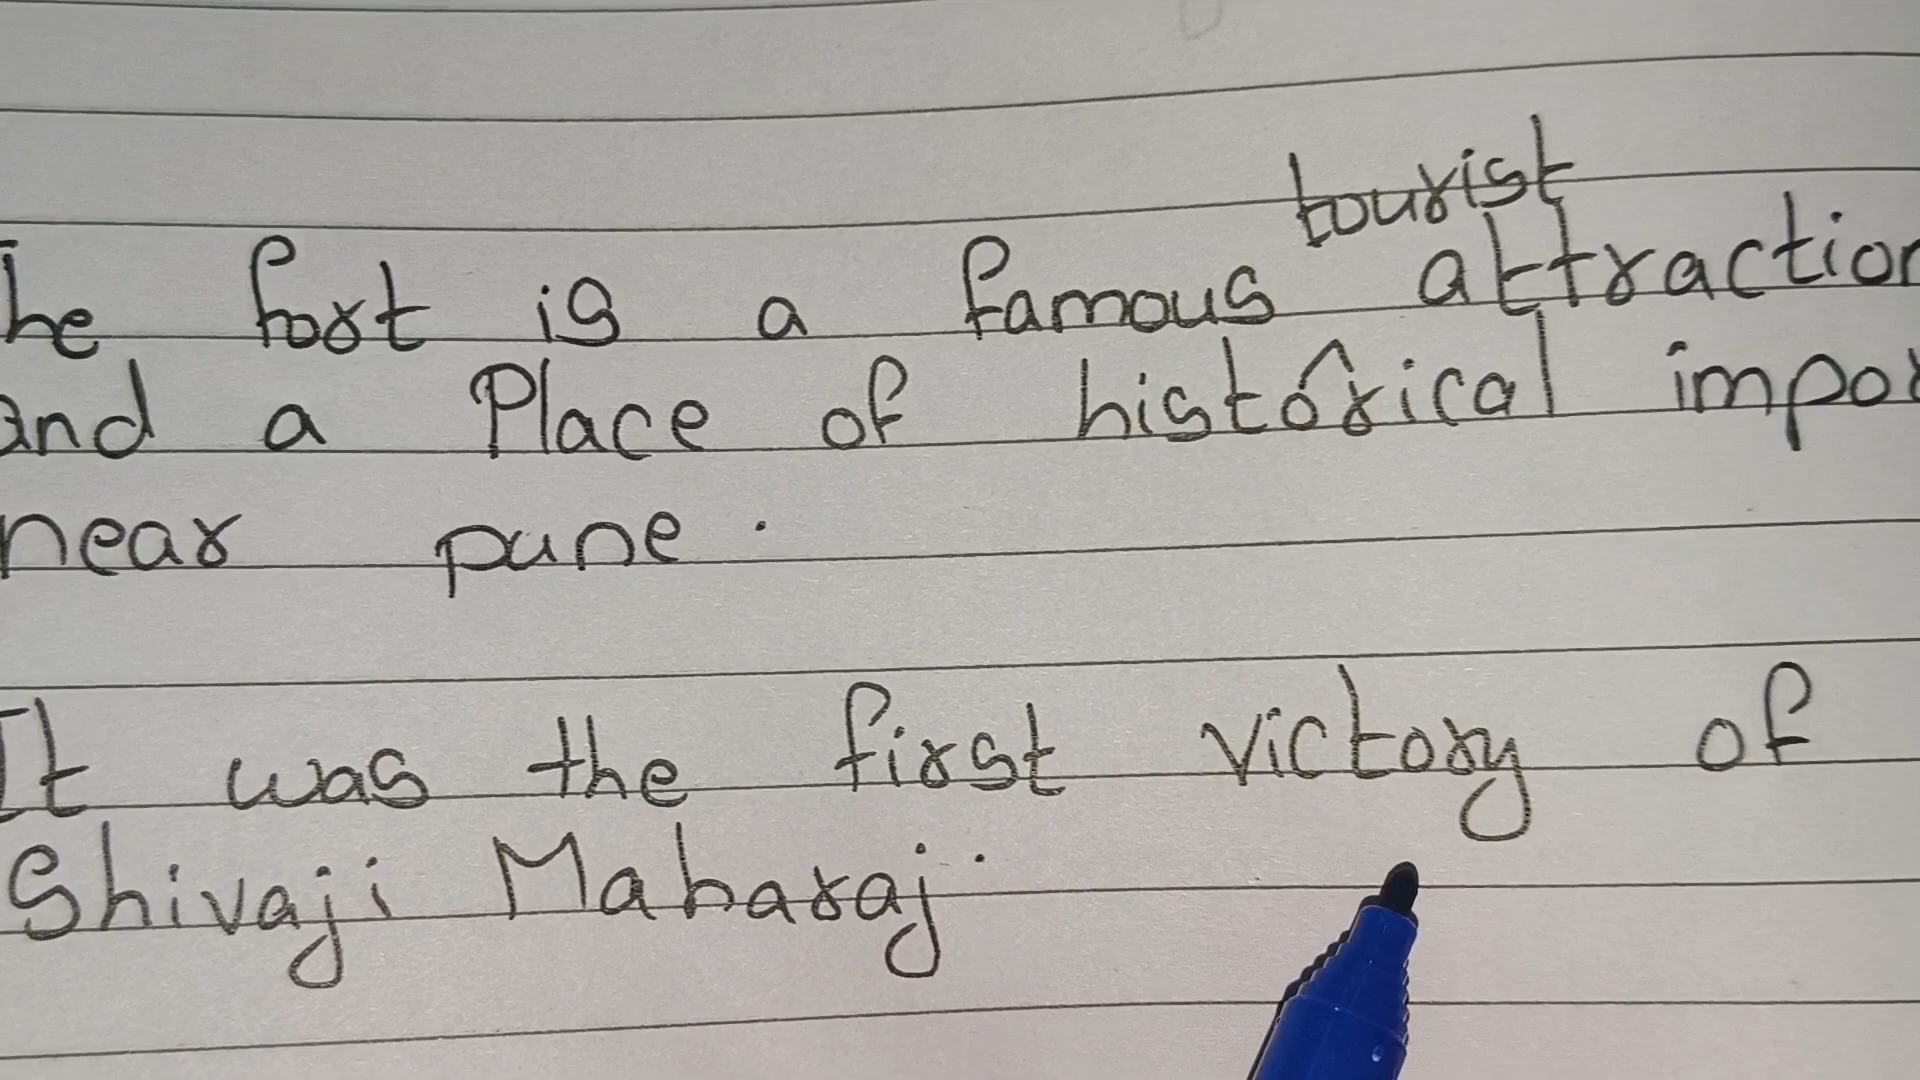 tourist
he fort is a famous attraction
and a Place of historical impor
near pune.
It was the first victory of
Shivaji Maharaj.